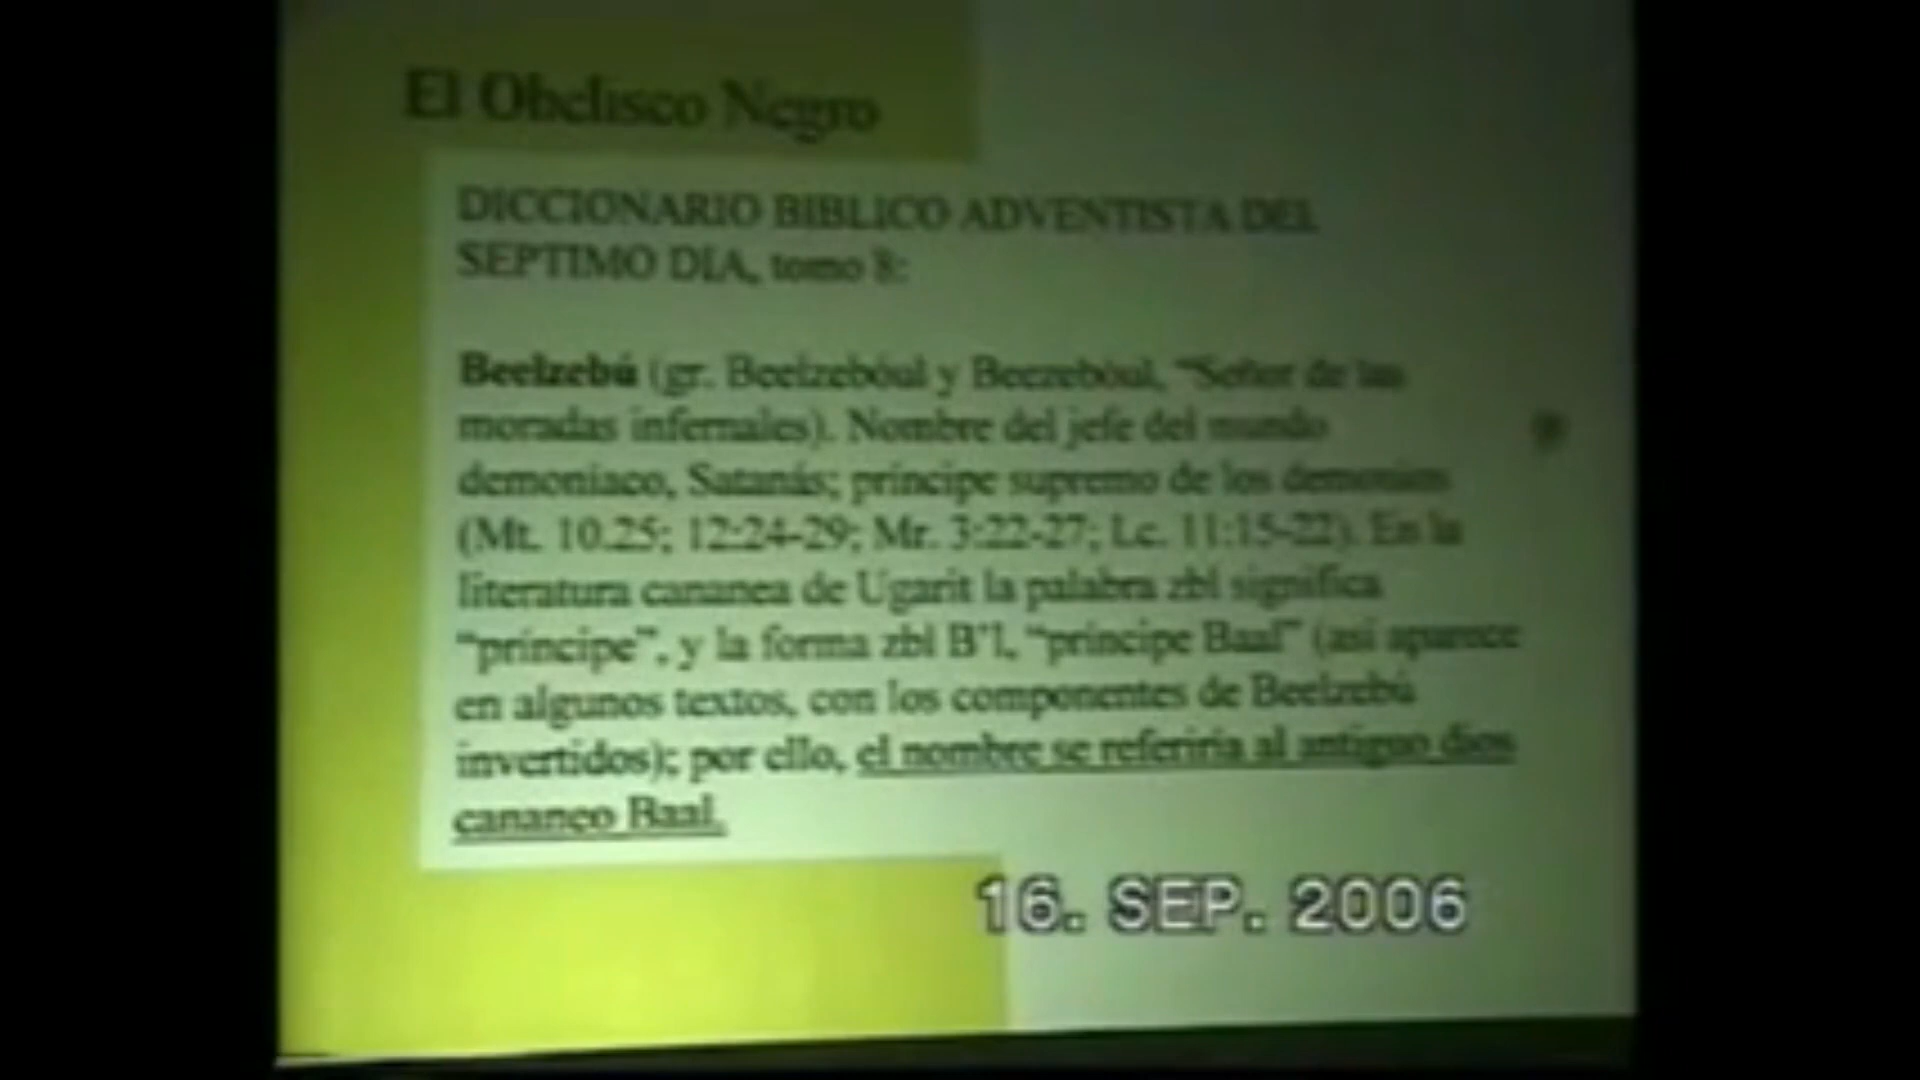 El Obelisco Negro
DICCIONARIO BIBLICO ADVENTISTA DEL
SEPTIMO DIA, tomo 8:
Beelzebú (gr. Beelzebóul y Beezebóul, "Señor de las
moradas infernales). Nombre del jefe del mundo
demoníaco, Satanás; príncipe supremo de los demonios
(Mt. 10.25; 12:24-29; Mr. 3:22-27; Lc. 11:15-22). En la
literatura cananea de Ugarit la palabra zbl significa
"príncipe", y la forma zbl B'l, "príncipe Baal" (así aparece
en algunos textos, con los componentes de Beelzebú
invertidos); por ello, el nombre se referiría al antiguo dios
cananeo Baal.
16. SEP. 2006